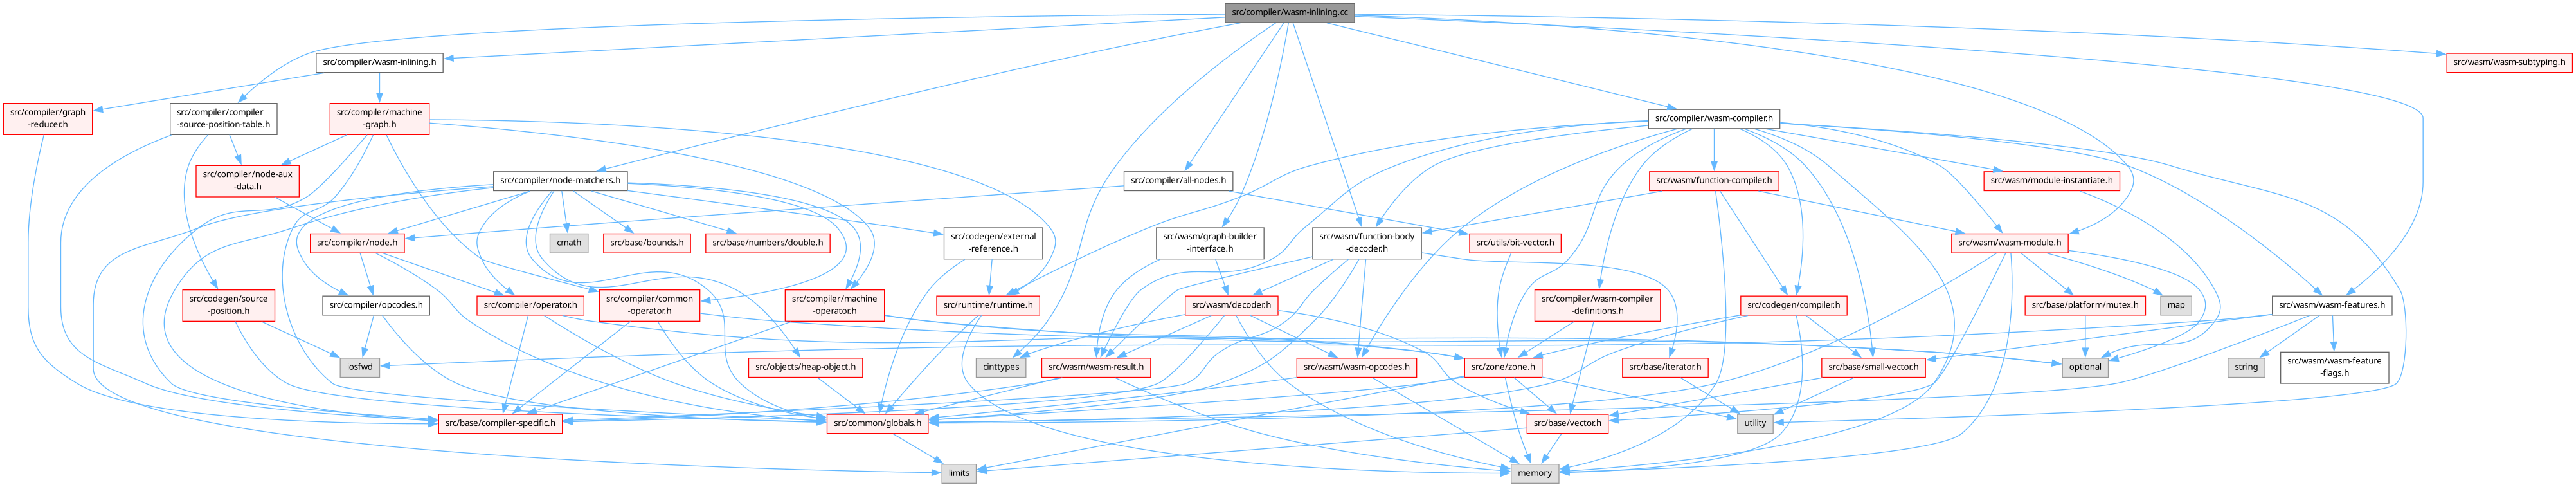 src/compiler/wasm-inlining.cc
src/compiler/wasm-inlining.h
src/wasm/wasm-subtyping.h
src/compiler/graph
-reducer.h
src/compiler/compiler
-source-position-table.h
src/compiler/machine
-graph.h
src/compiler/wasm-compiler.h
src/compiler/node-aux
-data.h
src/compiler/node-matchers.h
src/compiler/all-nodes.h
src/wasm/function-compiler.h
src/wasm/module-instantiate.h
src/compiler/node.h
cmath
src/base/bounds.h
src/base/numbers/double.h
src/codegen/external
-reference.h
src/wasm/graph-builder
-interface.h
src/wasm/function-body
-decoder.h
src/utils/bit-vector.h
src/wasm/wasm-module.h
src/codegen/source
-position.h
src/compiler/opcodes.h
src/compiler/operator.h
src/compiler/common
-operator.h
src/compiler/machine
-operator.h
src/runtime/runtime.h
src/wasm/decoder.h
src/compiler/wasm-compiler
-definitions.h
src/codegen/compiler.h
src/base/platform/mutex.h
map
src/wasm/wasm-features.h
iosfwd
src/objects/heap-object.h
cinttypes
src/wasm/wasm-result.h
src/wasm/wasm-opcodes.h
src/zone/zone.h
src/base/iterator.h
src/base/small-vector.h
optional
string
src/wasm/wasm-feature
-flags.h
src/base/compiler-specific.h
src/common/globals.h
src/base/vector.h
utility
limits
memory